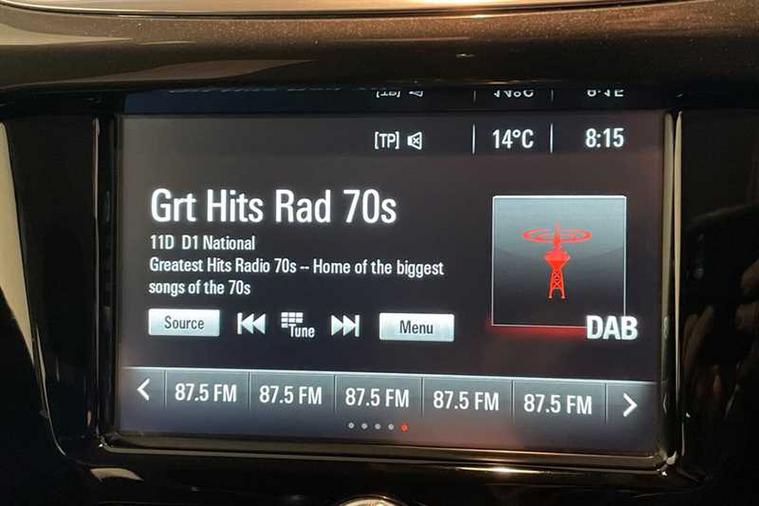 [TP] 14°C 8:15
Grt Hits Rad 70s
11D D1 National
Greatest Hits Radio 70s -- Home of the biggest
songs of the 70s
Source Tune Menu
DAB
87.5 FM 87.5 FM 87.5 FM 87.5 FM 87.5 FM